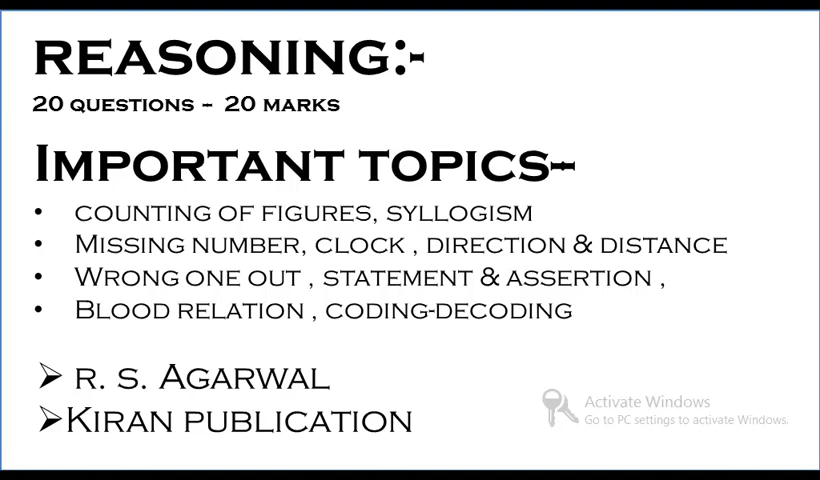 REASONING:-
20 QUESTIONS – 20 MARKS
IMPORTANT TOPICS–
• COUNTING OF FIGURES, SYLLOGISM
• MISSING NUMBER, CLOCK , DIRECTION & DISTANCE
• WRONG ONE OUT , STATEMENT & ASSERTION ,
• BLOOD RELATION , CODING-DECODING
➢ R. S. AGARWAL
➢KIRAN PUBLICATION
Activate Windows
Go to PC settings to activate Windows.